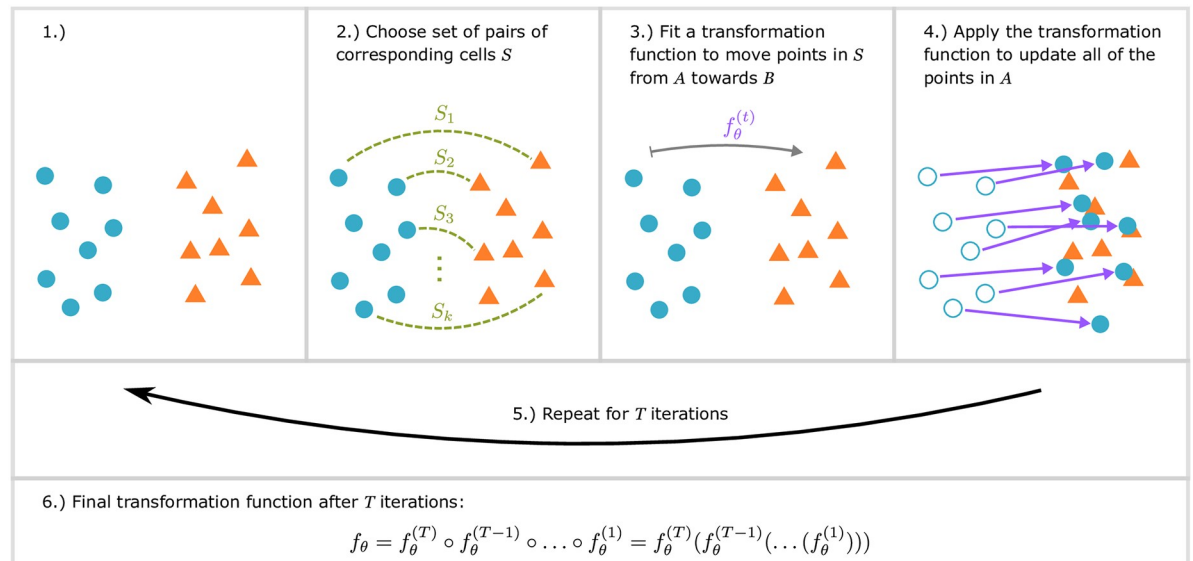 1.)
2.) Choose set of pairs of
corresponding cells S
3.) Fit a transformation
function to move points in S
from A towards B
4.) Apply the transformation
function to update all of the
points in A
S₁
S₂
S₃
⋮
Sₖ
f_θ^(t)
5.) Repeat for T iterations
6.) Final transformation function after T iterations:
f_θ = f_θ^(T) ∘ f_θ^(T−1) ∘ … ∘ f_θ^(1) = f_θ^(T)(f_θ^(T−1)(…(f_θ^(1))))